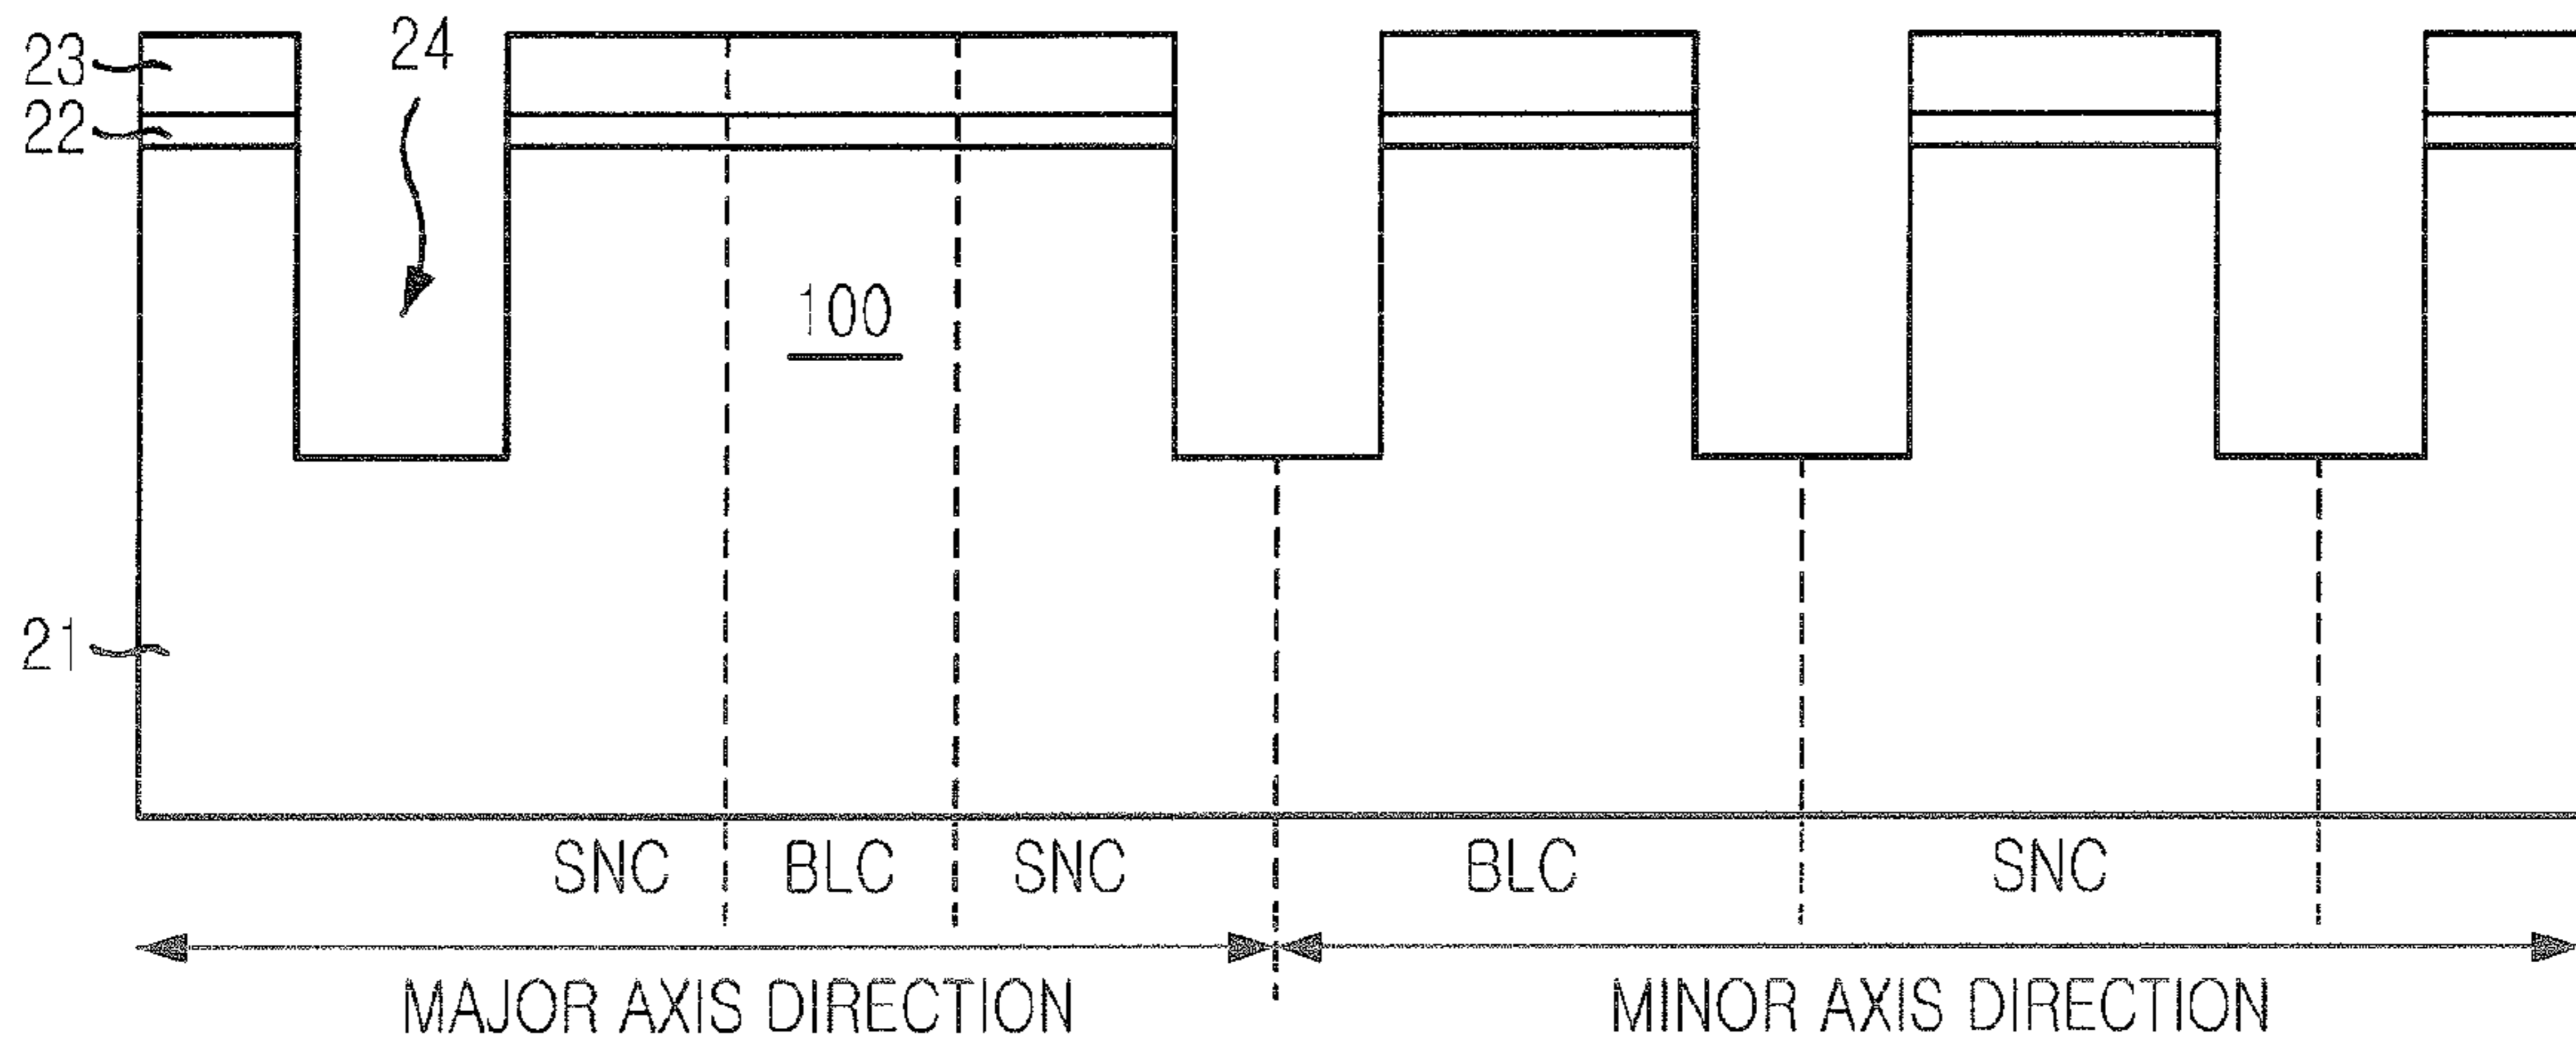 23
24
22
100
21
SNC BLC SNC BLC SNC
MAJOR AXIS DIRECTION MINOR AXIS DIRECTION